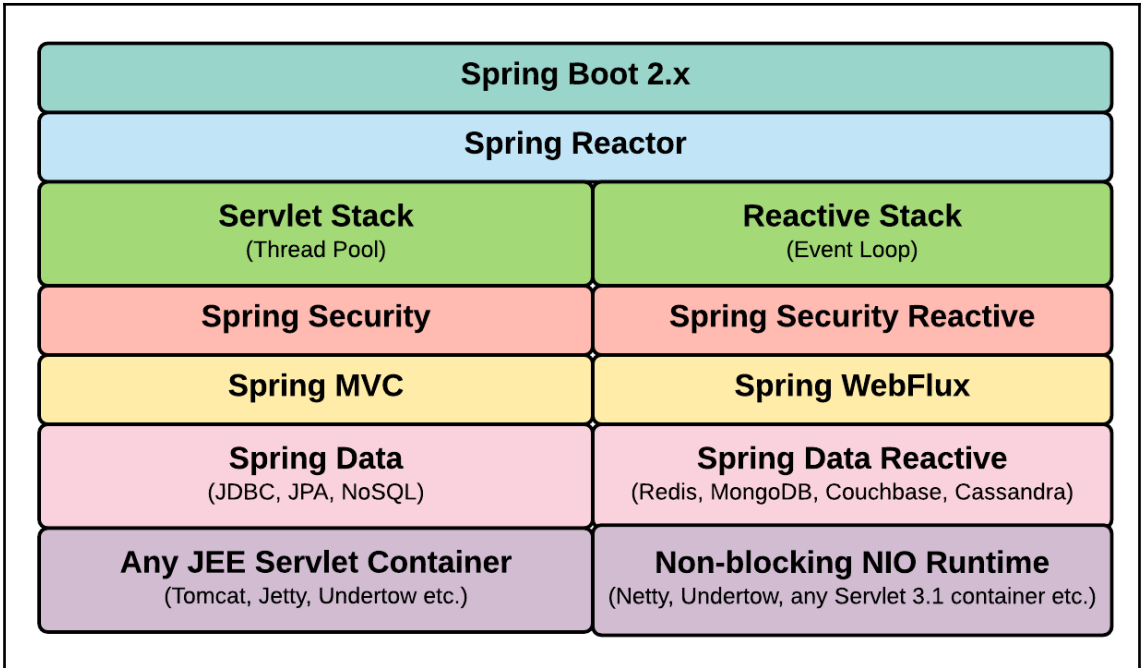 Spring Boot 2.x
Spring Reactor
Servlet Stack
(Thread Pool)
Reactive Stack
(Event Loop)
Spring Security
Spring Security Reactive
Spring MVC
Spring WebFlux
Spring Data
(JDBC, JPA, NoSQL)
Spring Data Reactive
(Redis, MongoDB, Couchbase, Cassandra)
Any JEE Servlet Container
(Tomcat, Jetty, Undertow etc.)
Non-blocking NIO Runtime
(Netty, Undertow, any Servlet 3.1 container etc.)